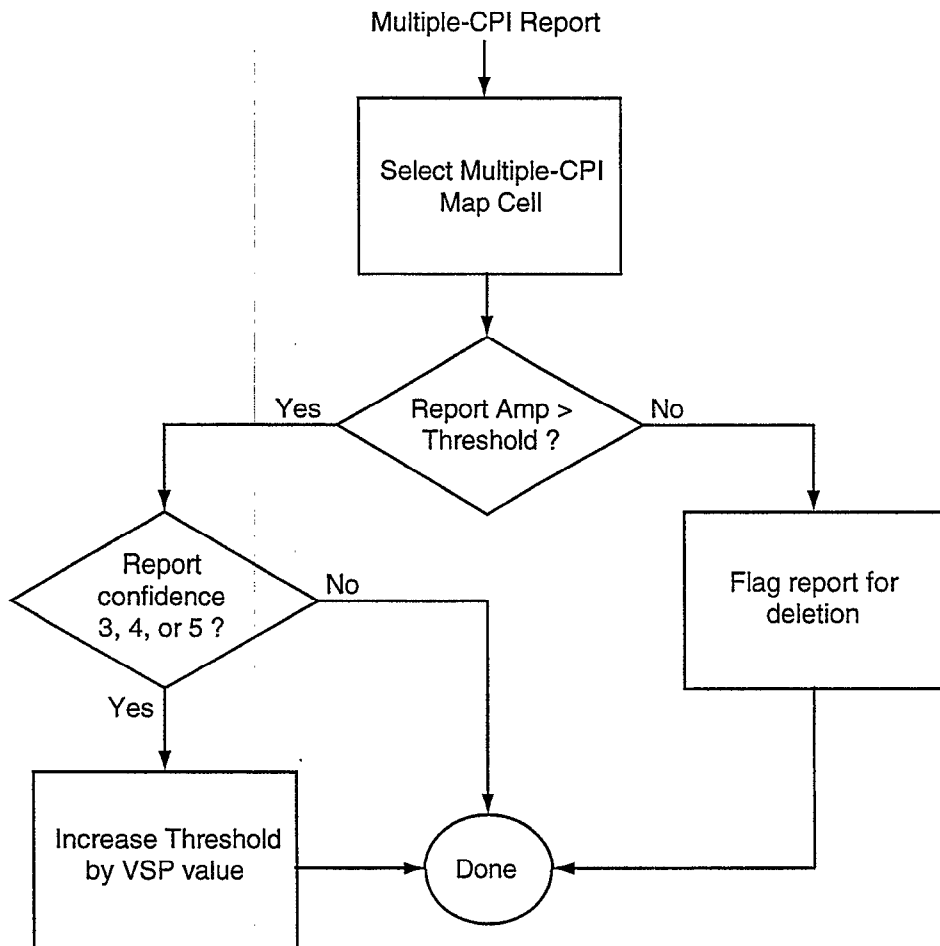 Multiple-CPI Report
Select Multiple-CPI
Map Cell
Report Amp >
Threshold ?
Yes
No
Report
confidence
3, 4, or 5 ?
No
Flag report for
deletion
Yes
Increase Threshold
by VSP value
Done